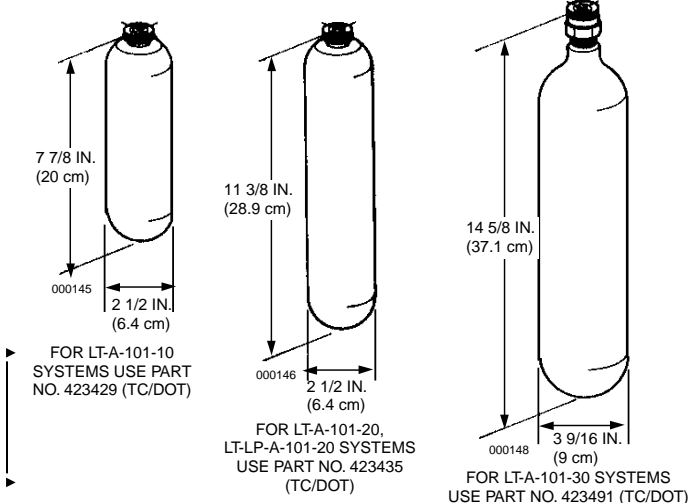 7 7/8 IN.
(20 cm)
000145
2 1/2 IN.
(6.4 cm)
FOR LT-A-101-10
SYSTEMS USE PART
NO. 423429 (TC/DOT)
11 3/8 IN.
(28.9 cm)
000146
2 1/2 IN.
(6.4 cm)
FOR LT-A-101-20,
LT-LP-A-101-20 SYSTEMS
USE PART NO. 423435
(TC/DOT)
14 5/8 IN.
(37.1 cm)
000148
3 9/16 IN.
(9 cm)
FOR LT-A-101-30 SYSTEMS
USE PART NO. 423491 (TC/DOT)